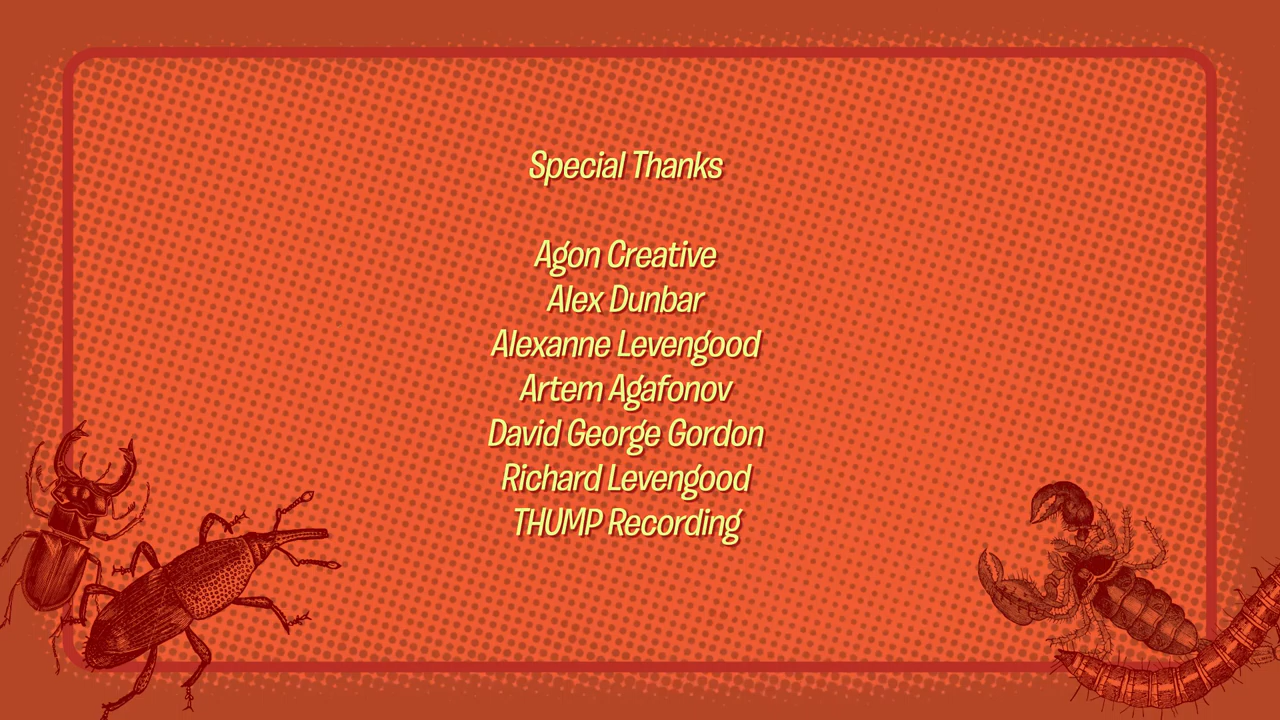 Special Thanks
Agon Creative
Alex Dunbar
Alexanne Levengood
Artem Agafonov
David George Gordon
Richard Levengood
THUMP Recording